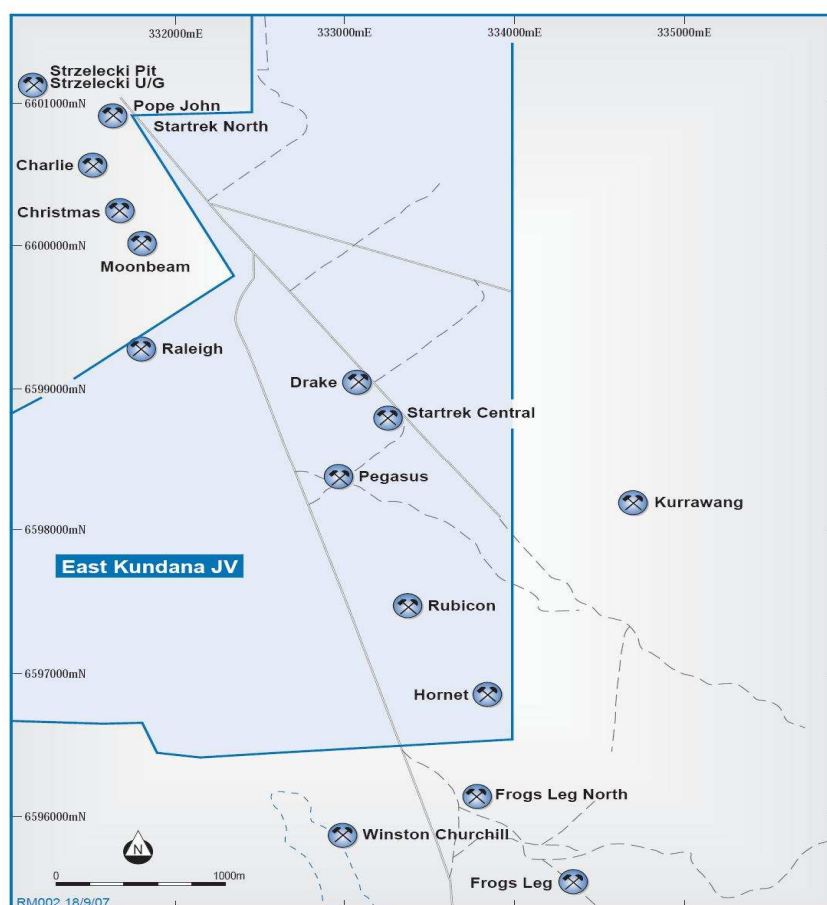 332000mE
333000mE
334000mE
335000mE
Strzelecki Pit
Strzelecki U/G
6601000mN
Pope John
Startrek North
Charlie
Christmas
6600000mN
Moonbeam
Raleigh
6599000mN
Drake
Startrek Central
Pegasus
Kurrawang
6598000mN
East Kundana JV
Rubicon
6597000mN
Hornet
Frogs Leg North
6596000mN
Winston Churchill
N
0
1000m
Frogs Leg
RM002 18/9/07